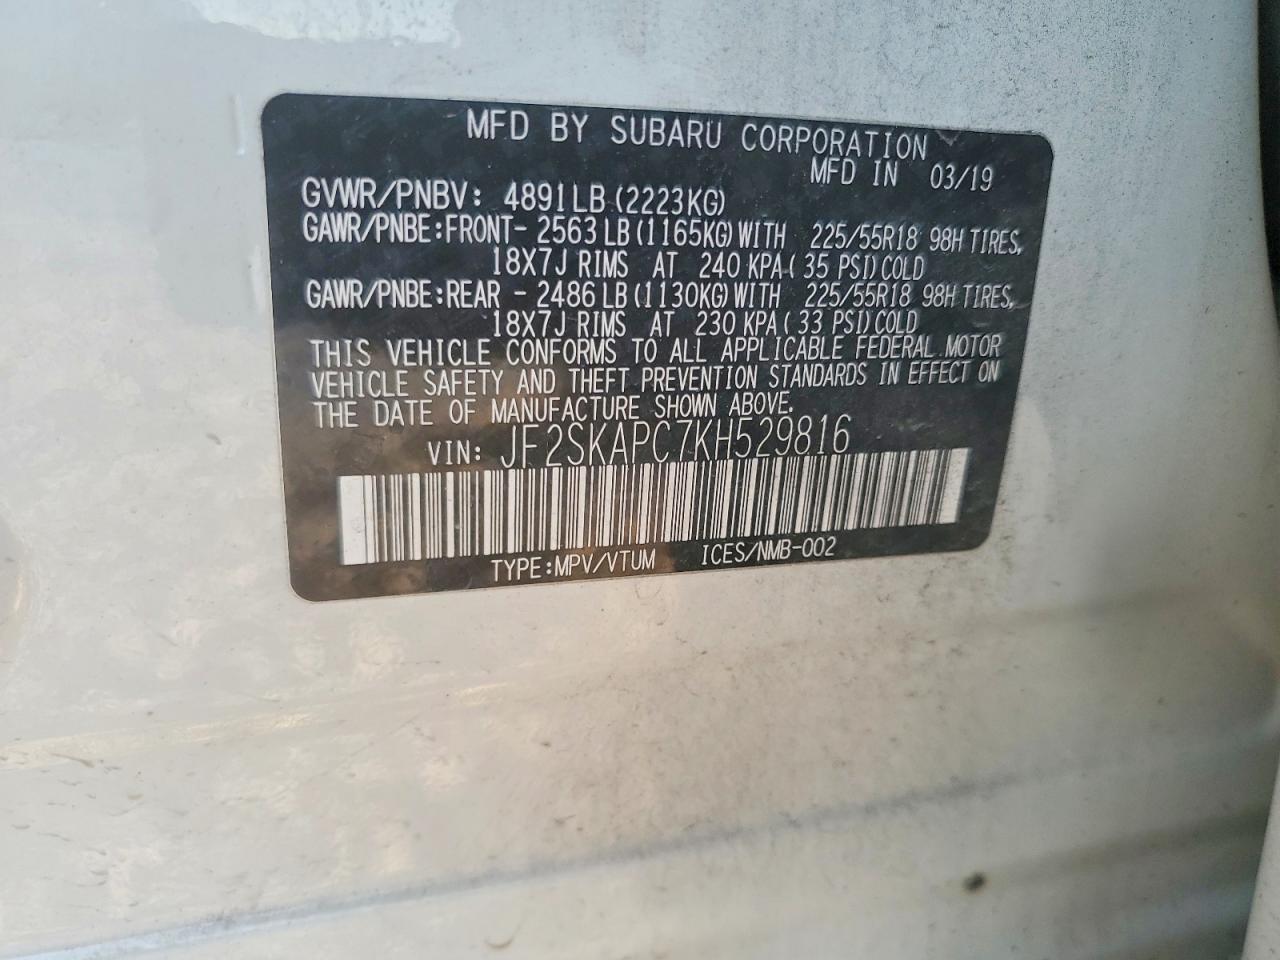 MFD BY SUBARU CORPORATION
MFD IN 03/19
GVWR/PNBV: 4891LB (2223KG)
GAWR/PNBE:FRONT- 2563 LB (1165KG) WITH 225/55R18 98H TIRES,
18X7J RIMS AT 240 KPA( 35 PSI) COLD
GAWR/PNBE:REAR - 2486 LB (1130KG) WITH 225/55R18 98H TIRES,
18X7J RIMS AT 230 KPA( 33 PSI) COLD
THIS VEHICLE CONFORMS TO ALL APPLICABLE FEDERAL MOTOR
VEHICLE SAFETY AND THEFT PREVENTION STANDARDS IN EFFECT ON
THE DATE OF MANUFACTURE SHOWN ABOVE.
VIN: JF2SKAPC7KH529816
TYPE:MPV/VTUM ICES/NMB-002